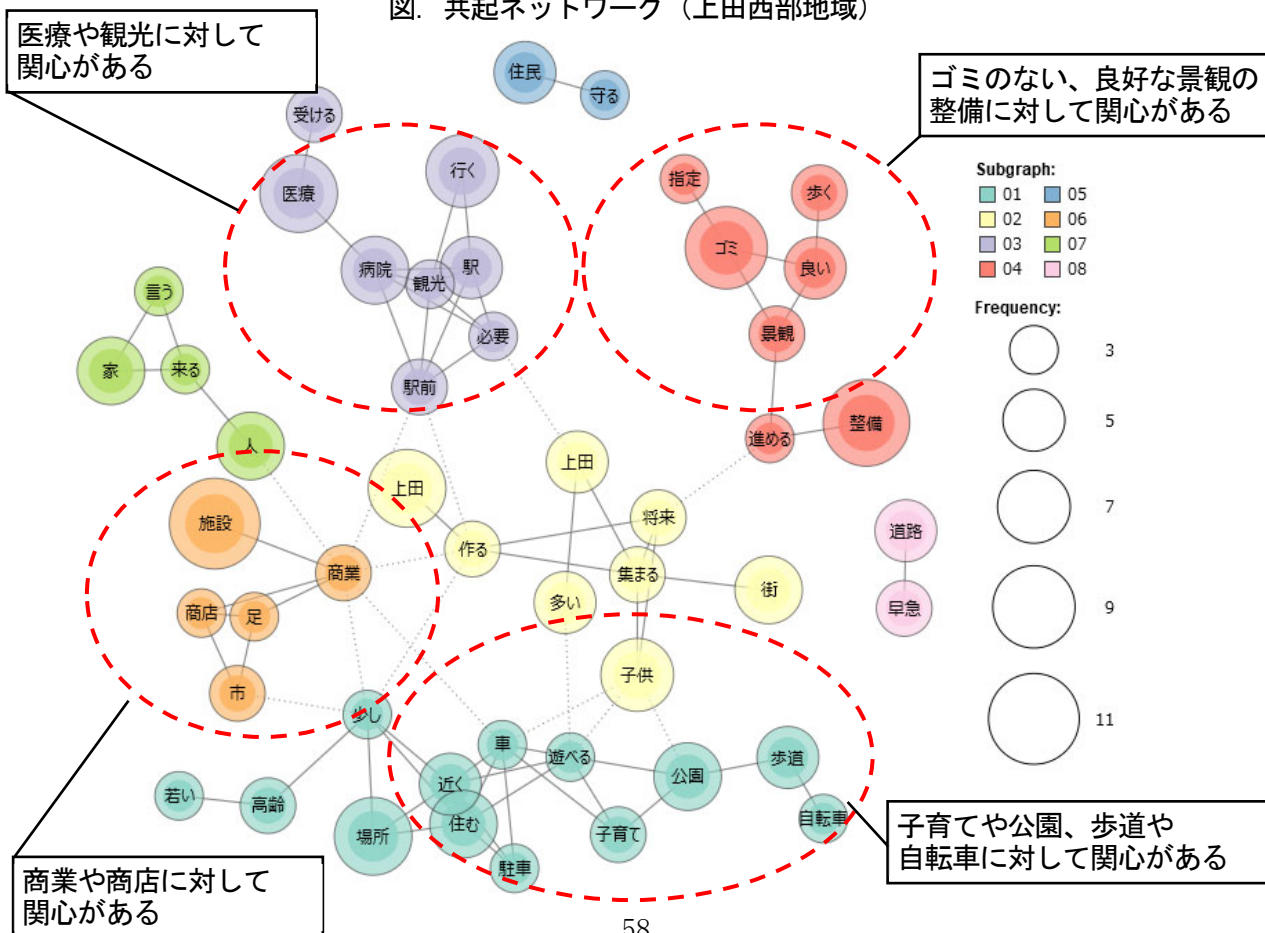 図. 共起ネットワーク（上田西部地域）
医療や観光に対して
関心がある
ゴミのない、良好な景観の
整備に対して関心がある
住民
守る
受ける
医療
行く
病院
観光
駅
必要
駅前
指定
歩く
ゴミ
良い
景観
進める
整備
Subgraph:
01 05
02 06
03 07
04 08
Frequency:
3
5
7
9
11
言う
家
来る
人
上田
上田
将来
作る
集まる
街
多い
子供
道路
早急
施設
商業
商店
足
市
少し
車
遊べる
公園
歩道
自転車
近く
若い
高齢
場所
住む
子育て
駐車
商業や商店に対して
関心がある
子育てや公園、歩道や
自転車に対して関心がある
58